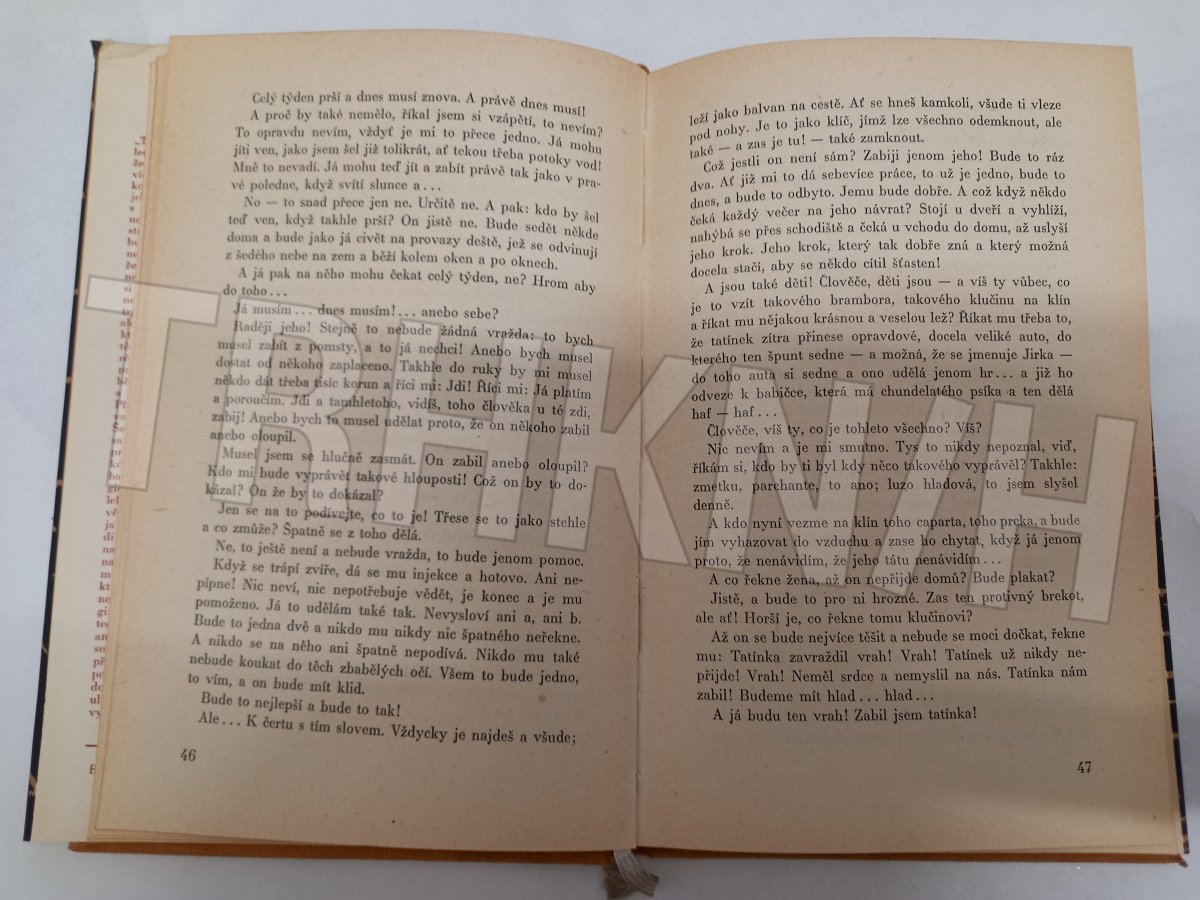 Celý týden prší a dnes musí znova. A právě dnes musí!
A proč by také nemělo, říkal jsem si vzápětí, to nevím?
To opravdu nevím, vždyť je mi to přece jedno. Já mohu
jíti ven, jako jsem šel již tolikrát, ať tekou třeba potoky vod!
Mně to nevadí. Já mohu teď jít a zabít právě tak jako v pra-
vé poledne, když svítí slunce a...
No — to snad přece jen ne. Určitě ne. A pak: kdo by šel
teď ven, když takhle prší? On jistě ne. Bude sedět někde
doma a bude jako já civět na provazy deště, jež se odvinují
z šedého nebe na zem a běží kolem oken a po oknech.
A já pak na něho mohu čekat celý týden, ne? Hrom aby
do toho...
Já musím... dnes musím!... anebo sebe?
Raději jeho! Stejně to nebude žádná vražda: to bych
musel zabít z pomsty, a to já nechci! Anebo bych musel
dostat od někoho zaplaceno. Takhle do ruky by mi musel
někdo dát třeba tisíc korun a říci mi: Jdi! Říci mi: Já platím
a poroučím. Jdi a tamhletoho, vidíš, toho člověka u té zdi,
zabij! Anebo bych to musel udělat proto, že on někoho zabil
anebo oloupil.
Musel jsem se hlučně zasmát. On zabil anebo oloupil?
Kdo mi bude vyprávět takové hlouposti! Což on by to do-
kázal? On že by to dokázal?
Jen se na to podívejte, co to je! Třese se to jako stehle
a co zmůže? Špatně se z toho dělá.
Ne, to ještě není a nebude vražda, to bude jenom pomoc.
Když se trápí zvíře, dá se mu injekce a hotovo. Ani ne-
pípne! Nic neví, nic nepotřebuje vědět, je konec a je mu
pomoženo. Já to udělám také tak. Nevysloví ani a, ani b.
Bude to jedna dvě a nikdo mu nikdy nic špatného neřekne.
A nikdo se na něho ani špatně nepodívá. Nikdo mu také
nebude koukat do těch zbabělých očí. Všem to bude jedno,
to vím, a on bude mít klid.
Bude to nejlepší a bude to tak!
Ale... K čertu s tím slovem. Vždycky je najdeš a všude;
46
leží jako balvan na cestě. Ať se hneš kamkoli, všude ti vleze
pod nohy. Je to jako klíč, jímž lze všechno odemknout, ale
také — a zas je tu! — také zamknout.
Což jestli on není sám? Zabiji jenom jeho! Bude to ráz
dva. Ať již mi to dá sebevíce práce, to už je jedno, bude to
dnes, a bude to odbyto. Jemu bude dobře. A což když někdo
čeká každý večer na jeho návrat? Stojí u dveří a vyhlíží,
nahýbá se přes schodiště a čeká u vchodu do domu, až uslyší
jeho krok. Jeho krok, který tak dobře zná a který možná
docela stačí, aby se někdo cítil šťasten!
A jsou také děti! Člověče, děti jsou — a víš ty vůbec, co
je to vzít takového brambora, takového klučinu na klín
a říkat mu nějakou krásnou a veselou lež? Říkat mu třeba to,
že tatínek zítra přinese opravdové, docela veliké auto, do
kterého ten špunt sedne — a možná, že se jmenuje Jirka —
do toho auta si sedne a ono udělá jenom hr... a již ho
odveze k babičce, která má chundelatého psíka a ten dělá
haf — haf...
Člověče, víš ty, co je tohleto všechno? Víš?
Nic nevím a je mi smutno. Tys to nikdy nepoznal, viď,
říkám si, kdo by ti byl kdy něco takového vyprávěl? Takhle:
zmetku, parchante, to ano; luzo hladová, to jsem slyšel
denně.
A kdo nyní vezme na klín toho caparta, toho prcka, a bude
jím vyhazovat do vzduchu a zase ho chytat, když já jenom
proto, že nenávidím, že jeho tátu nenávidím...
A co řekne žena, až on nepřijde domů? Bude plakat?
Jistě, a bude to pro ni hrozné. Zas ten protivný brekot,
ale ať! Horší je, co řekne tomu klučinovi?
Až on se bude nejvíce těšit a nebude se moci dočkat, řekne
mu: Tatínka zavraždil vrah! Vrah! Tatínek už nikdy ne-
přijde! Vrah! Neměl srdce a nemyslil na nás. Tatínka nám
zabil! Budeme mít hlad... hlad...
A já budu ten vrah! Zabil jsem tatínka!
47
TRHKNIH